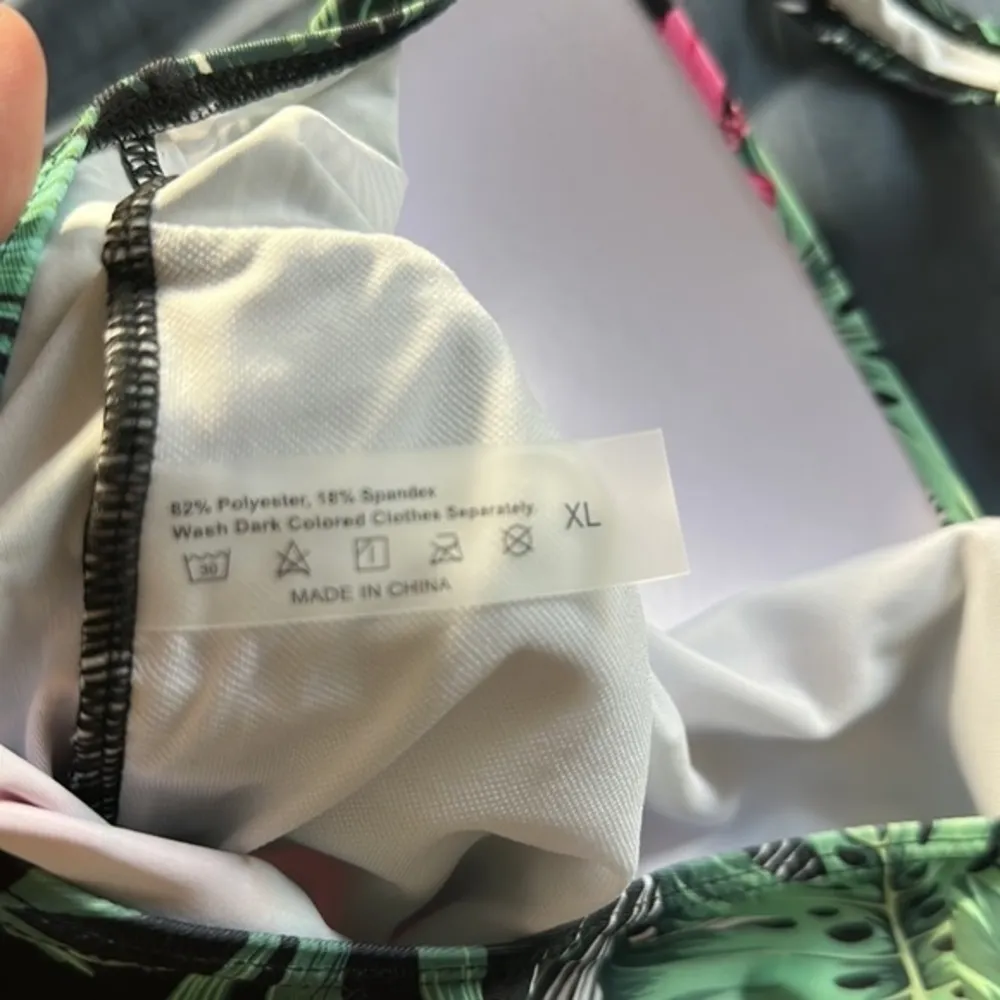 82% Polyester, 18% Spandex
Wash Dark Colored Clothes Separately.
XL
30
MADE IN CHINA